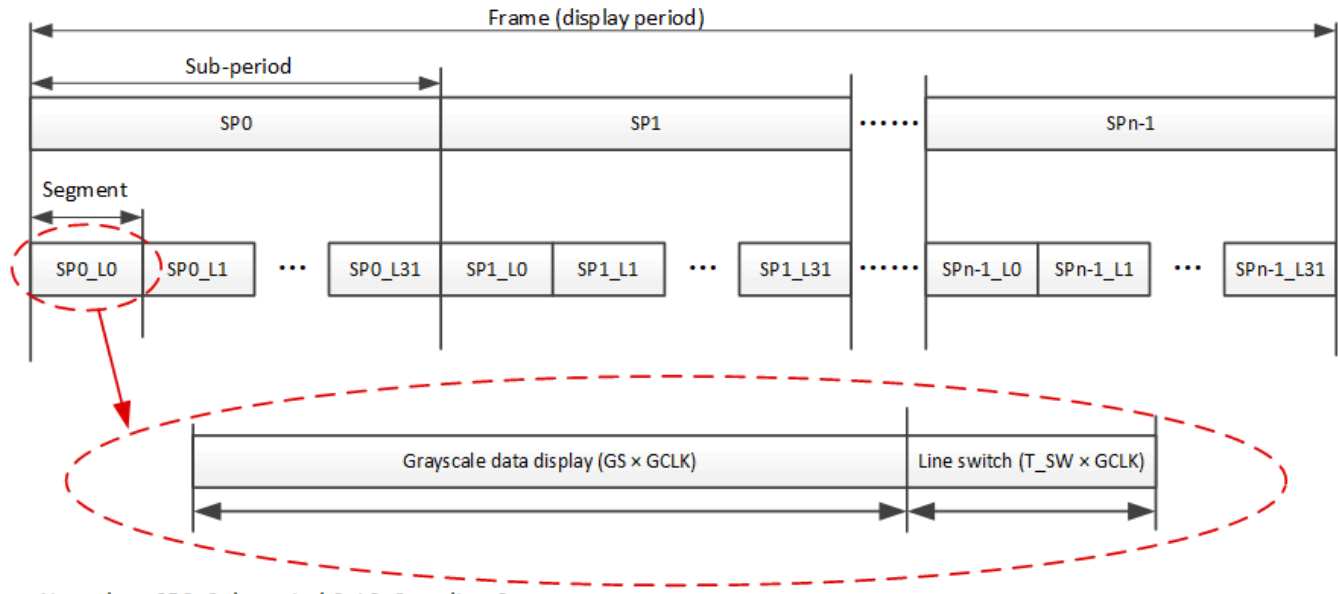 Frame (display period)
Sub-period
SP0 SP1 ...... SPn-1
Segment
SP0_L0 SP0_L1 ... SP0_L31 SP1_L0 SP1_L1 ... SP1_L31 ...... SPn-1_L0 SPn-1_L1 ... SPn-1_L31
Grayscale data display (GS × GCLK) Line switch (T_SW × GCLK)